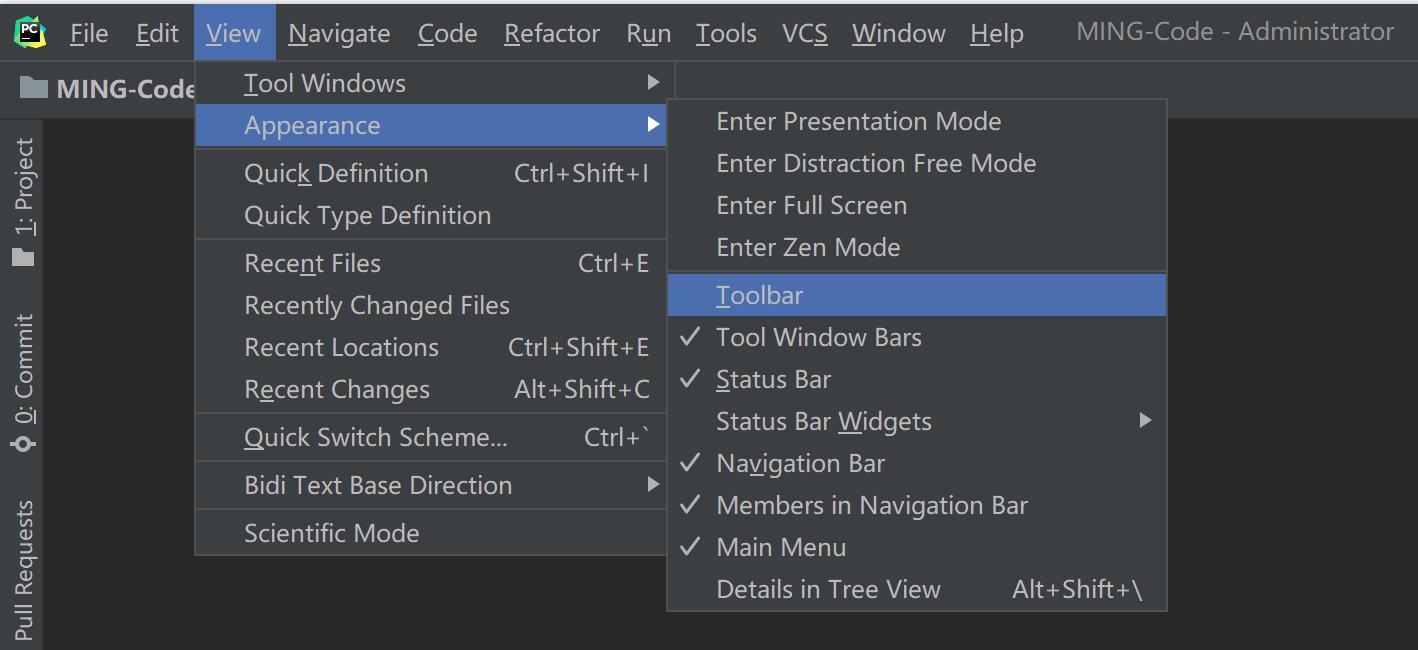 PC
File Edit View Navigate Code Refactor Run Tools VCS Window Help MING-Code - Administrator
MING-Code
1: Project
0: Commit
Pull Requests
Tool Windows
Appearance
Quick Definition Ctrl+Shift+I
Quick Type Definition
Recent Files Ctrl+E
Recently Changed Files
Recent Locations Ctrl+Shift+E
Recent Changes Alt+Shift+C
Quick Switch Scheme... Ctrl+`
Bidi Text Base Direction
Scientific Mode
Enter Presentation Mode
Enter Distraction Free Mode
Enter Full Screen
Enter Zen Mode
Toolbar
Tool Window Bars
Status Bar
Status Bar Widgets
Navigation Bar
Members in Navigation Bar
Main Menu
Details in Tree View Alt+Shift+\